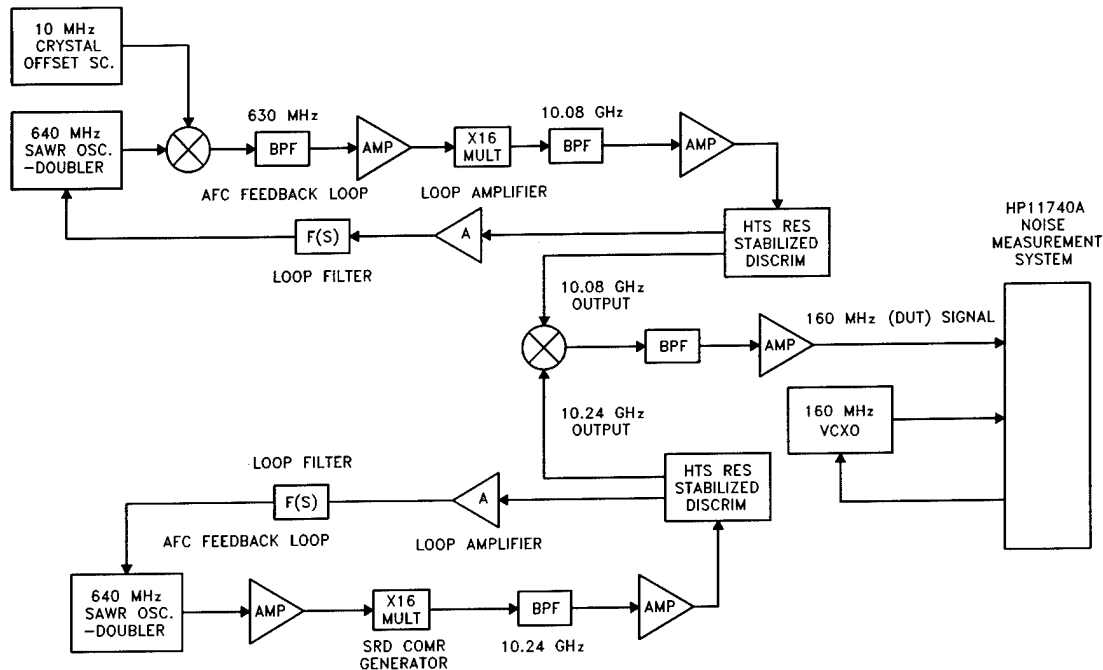 10 MHz
CRYSTAL
OFFSET SC.
640 MHz
SAWR OSC.
-DOUBLER
630 MHz
BPF
AMP
X16
MULT
10.08 GHz
BPF
AMP
AFC FEEDBACK LOOP
LOOP AMPLIFIER
F(S)
A
LOOP FILTER
HTS RES
STABILIZED
DISCRIM
HP11740A
NOISE
MEASUREMENT
SYSTEM
10.08 GHz
OUTPUT
BPF
AMP
160 MHz (DUT) SIGNAL
10.24 GHz
OUTPUT
160 MHz
VCXO
LOOP FILTER
F(S)
A
HTS RES
STABILIZED
DISCRIM
AFC FEEDBACK LOOP
LOOP AMPLIFIER
640 MHz
SAWR OSC.
-DOUBLER
AMP
X16
MULT
BPF
AMP
SRD COMR
GENERATOR
10.24 GHz